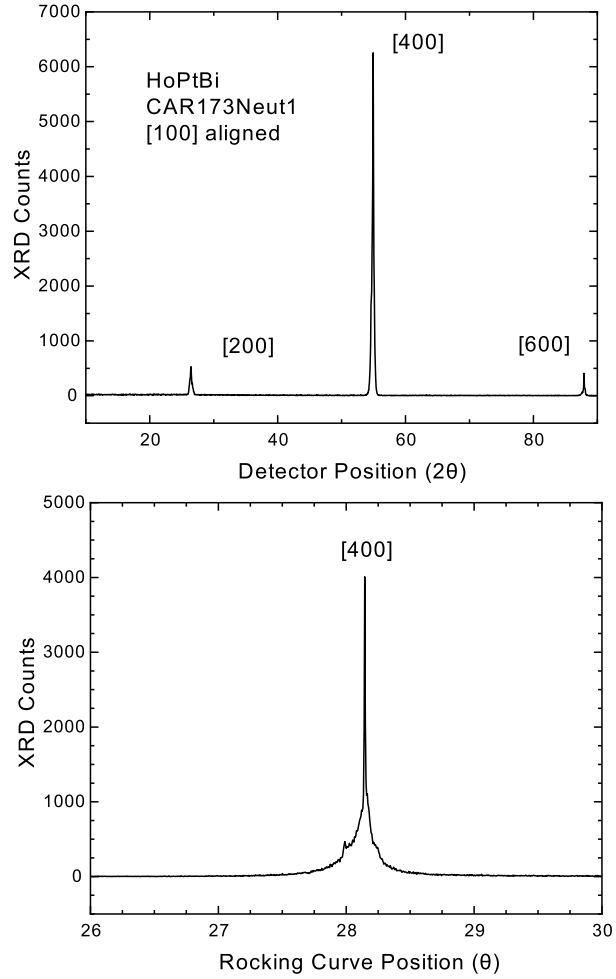 7000
6000
5000
4000
3000
2000
1000
0
XRD Counts
HoPtBi
CAR173Neut1
[100] aligned
[400]
[200]
[600]
20 40 60 80
Detector Position (2θ)
5000
4000
3000
2000
1000
0
XRD Counts
[400]
26 27 28 29 30
Rocking Curve Position (θ)